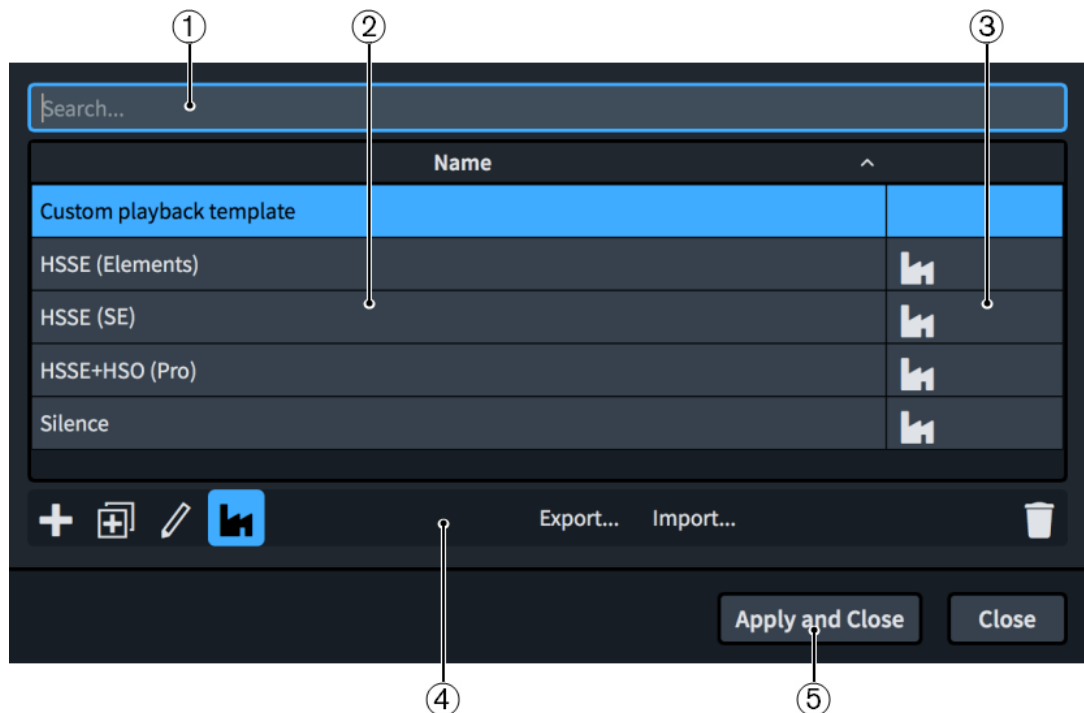 ① ② ③
Search...
Name
Custom playback template
HSSE (Elements)
HSSE (SE)
HSSE+HSO (Pro)
Silence
Export... Import...
Apply and Close Close
④ ⑤